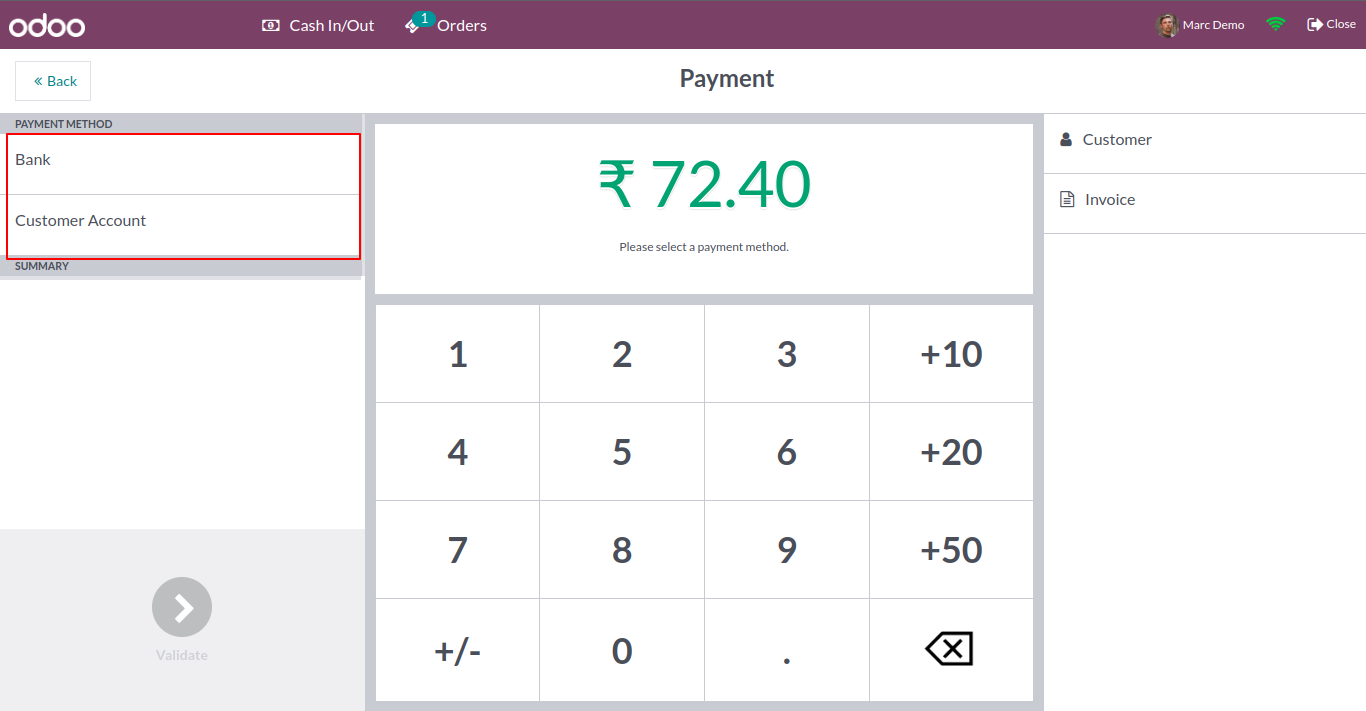 odoo
Cash In/Out
1
Orders
Marc Demo
Close
« Back
Payment
PAYMENT METHOD
Bank
Customer Account
SUMMARY
Validate
₹ 72.40
Please select a payment method.
1 2 3 +10
4 5 6 +20
7 8 9 +50
+/- 0 .
Customer
Invoice